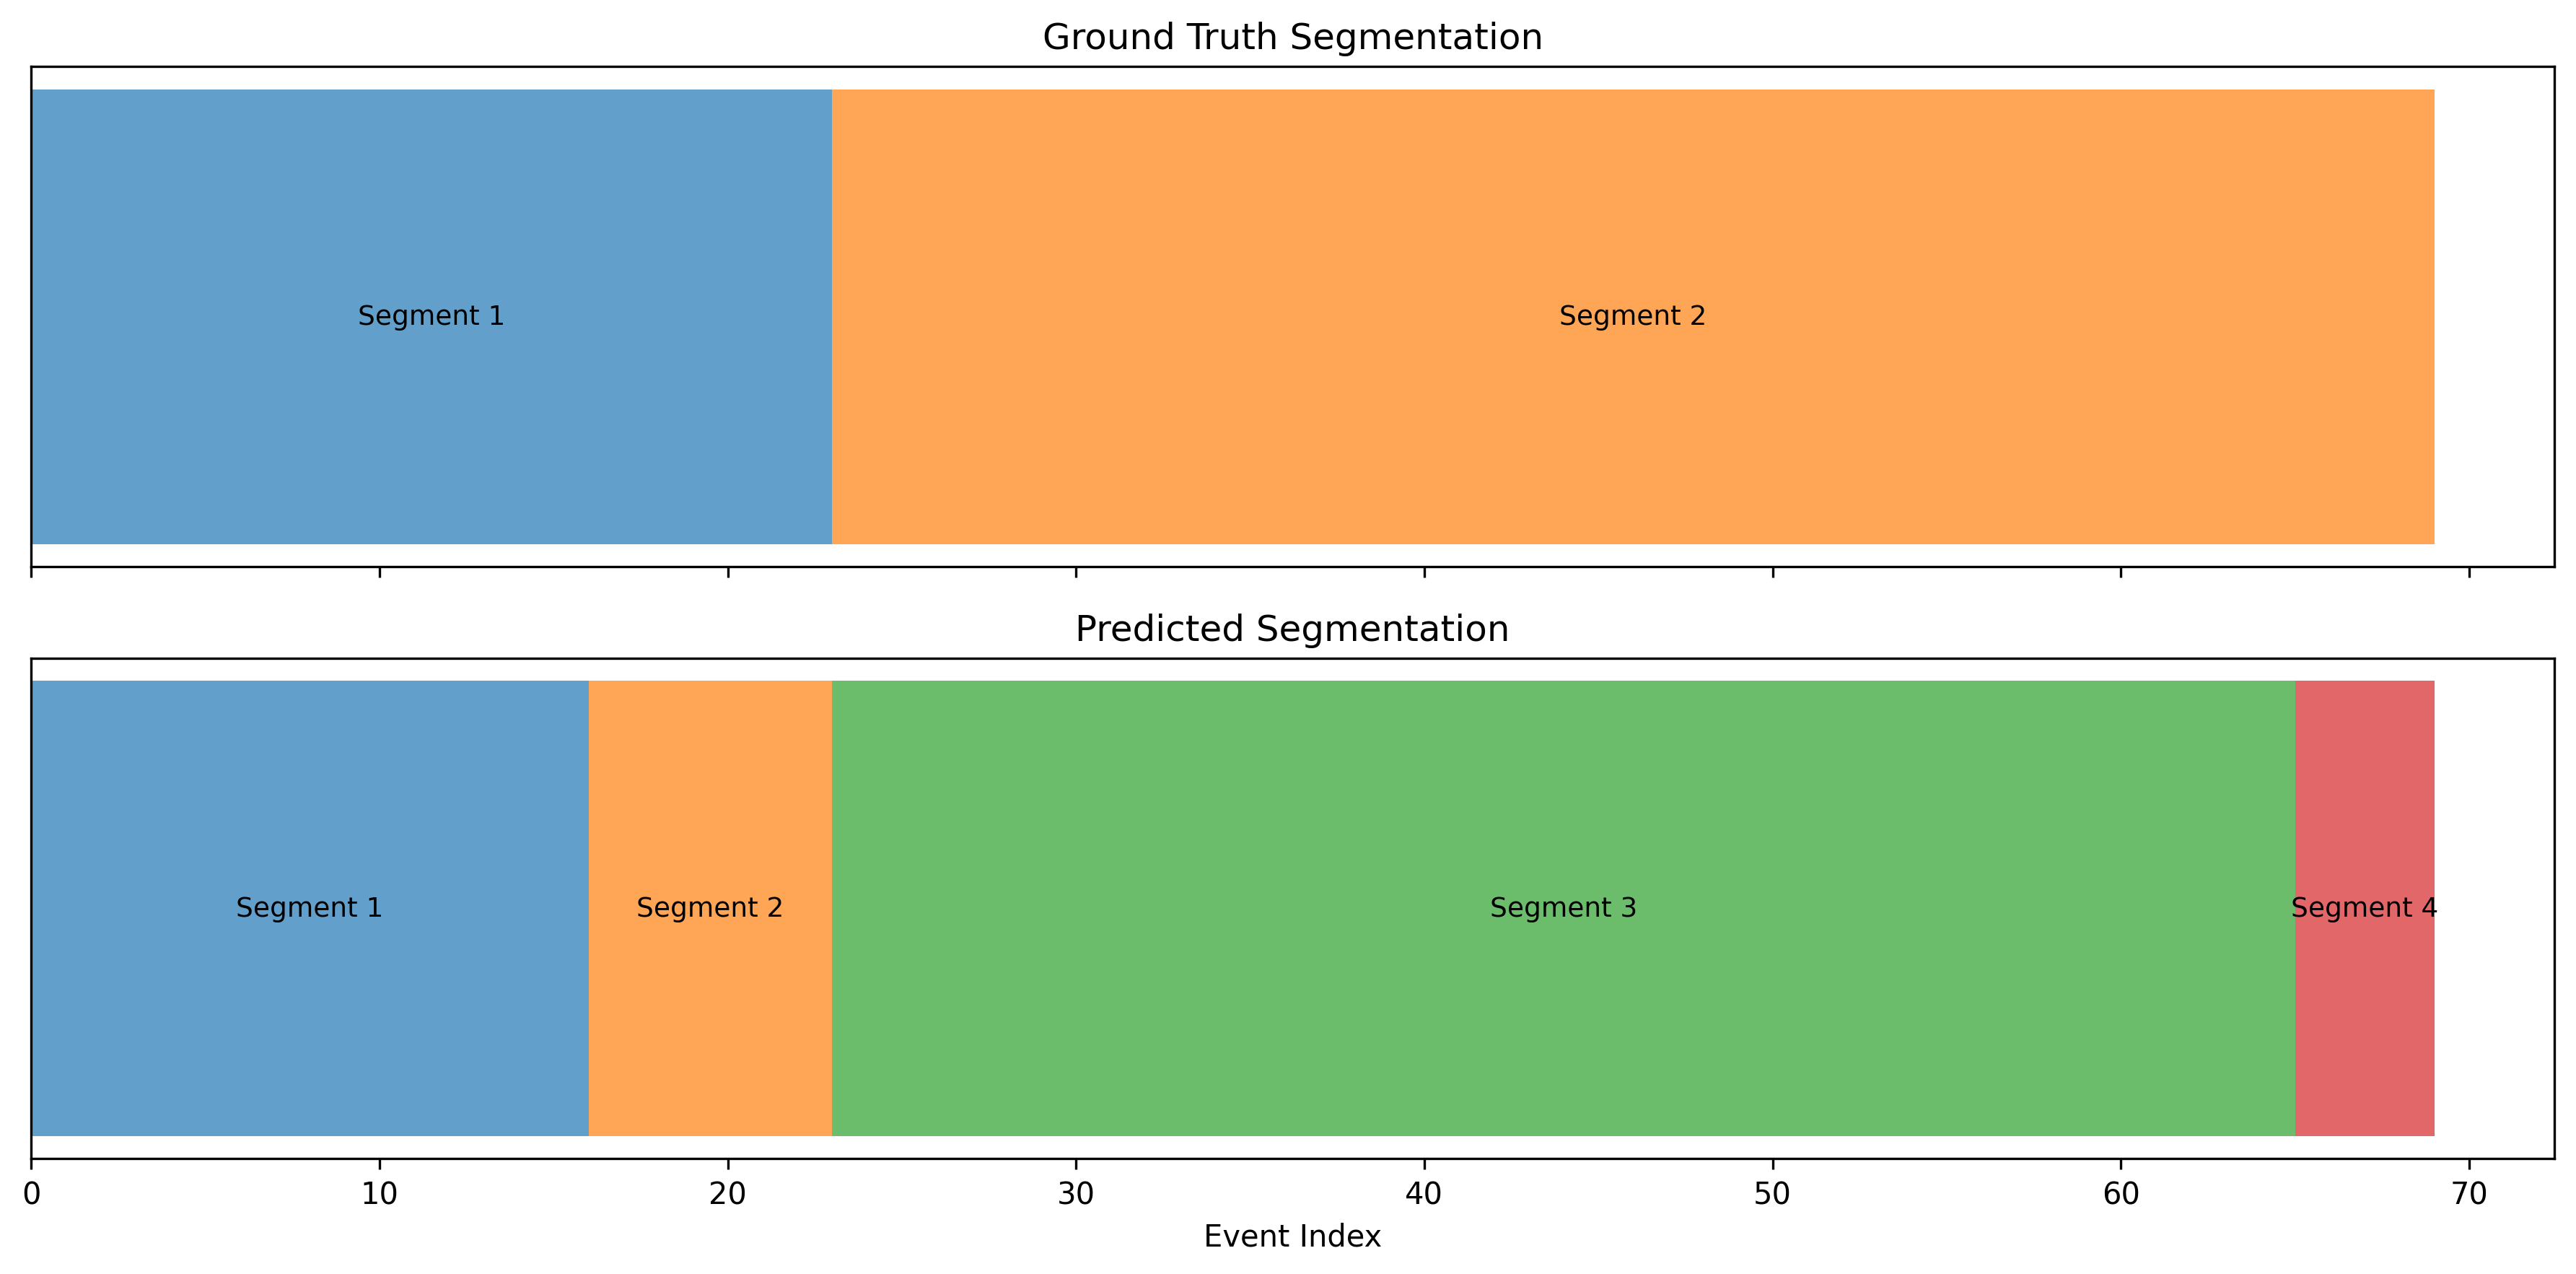 Ground Truth Segmentation
Segment 1 Segment 2
Predicted Segmentation
Segment 1 Segment 2 Segment 3 Segment 4
0 10 20 30 40 50 60 70
Event Index